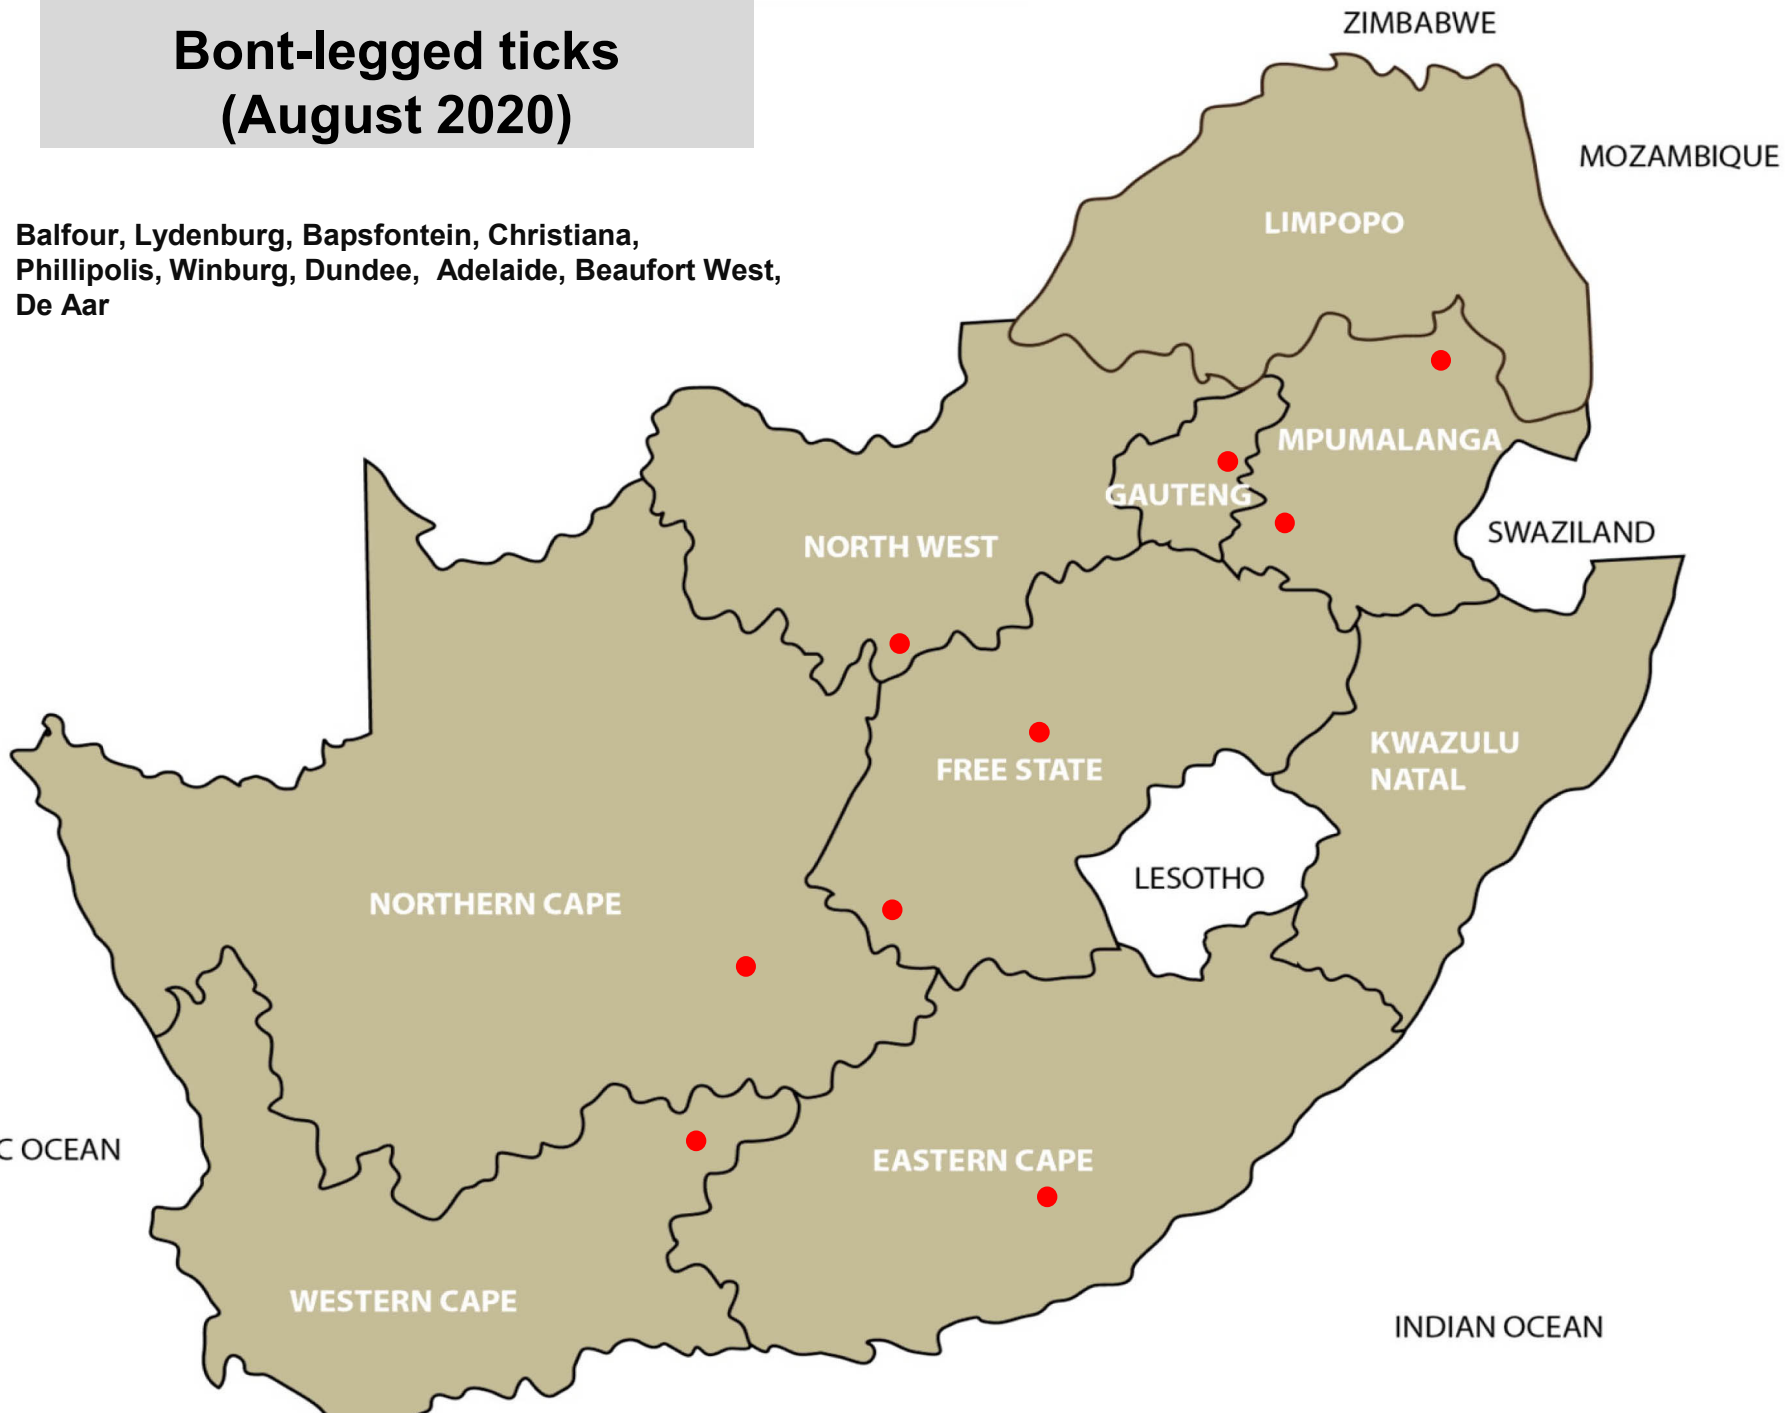 Bont-legged ticks
(August 2020)
Balfour, Lydenburg, Bapsfontein, Christiana,
Phillipolis, Winburg, Dundee, Adelaide, Beaufort West,
De Aar
ZIMBABWE
MOZAMBIQUE
LIMPOPO
MPUMALANGA
GAUTENG
SWAZILAND
NORTH WEST
KWAZULU
NATAL
FREE STATE
LESOTHO
NORTHERN CAPE
C OCEAN
EASTERN CAPE
WESTERN CAPE
INDIAN OCEAN